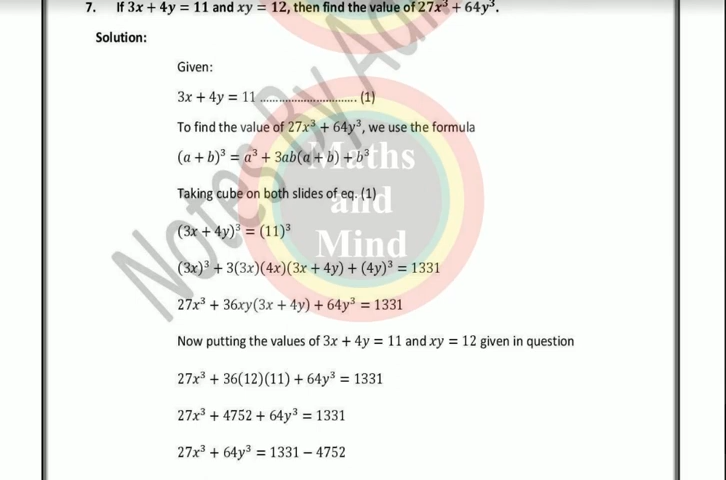 7. If 3x + 4y = 11 and xy = 12, then find the value of 27x³ + 64y³.
Solution:
Given:
3x + 4y = 11 ................................ (1)
To find the value of 27x³ + 64y³, we use the formula
(a + b)³ = a³ + 3ab(a + b) + b³
Taking cube on both slides of eq. (1)
(3x + 4y)³ = (11)³
(3x)³ + 3(3x)(4x)(3x + 4y) + (4y)³ = 1331
27x³ + 36xy(3x + 4y) + 64y³ = 1331
Now putting the values of 3x + 4y = 11 and xy = 12 given in question
27x³ + 36(12)(11) + 64y³ = 1331
27x³ + 4752 + 64y³ = 1331
27x³ + 64y³ = 1331 − 4752
Maths
and
Mind
Notes By